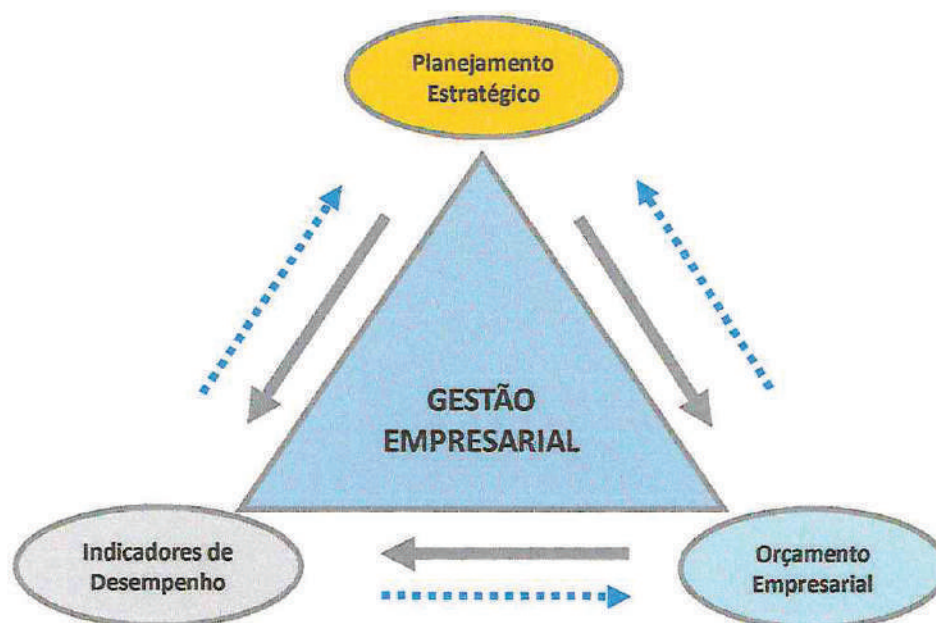 Planejamento
Estratégico
GESTÃO
EMPRESARIAL
Indicadores de
Desempenho
Orçamento
Empresarial